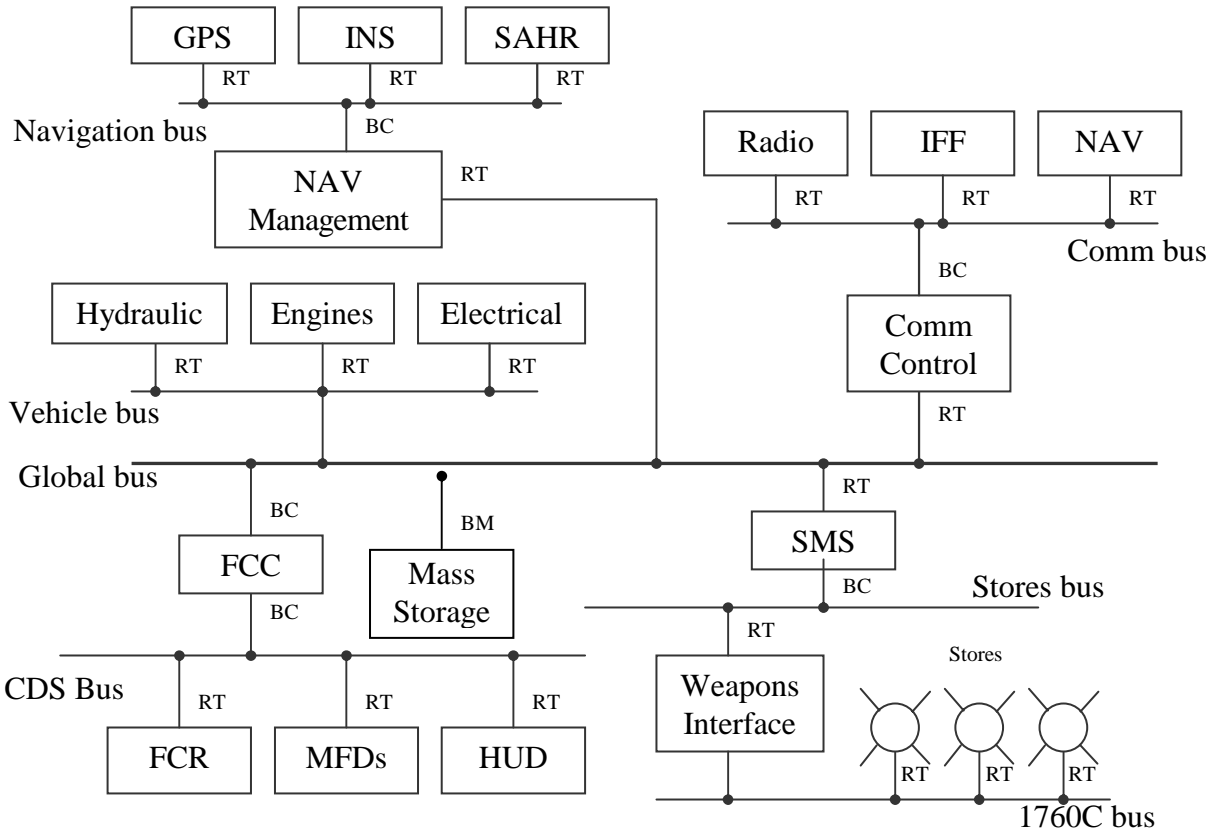 GPS
INS
SAHR
RT
RT
RT
Navigation bus
BC
NAV
Management
RT
Radio
IFF
NAV
RT
RT
RT
Comm bus
BC
Comm
Control
RT
Hydraulic
Engines
Electrical
RT
RT
RT
Vehicle bus
Global bus
BC
FCC
BC
BM
Mass
Storage
RT
SMS
BC
Stores bus
RT
Weapons
Interface
Stores
RT
RT
RT
1760C bus
CDS Bus
RT
RT
RT
FCR
MFDs
HUD